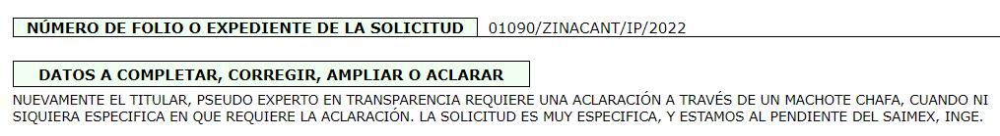 NÚMERO DE FOLIO O EXPEDIENTE DE LA SOLICITUD 01090/ZINACANT/IP/2022
DATOS A COMPLETAR, CORREGIR, AMPLIAR O ACLARAR
NUEVAMENTE EL TITULAR, PSEUDO EXPERTO EN TRANSPARENCIA REQUIERE UNA ACLARACIÓN A TRAVÉS DE UN MACHOTE CHAFA, CUANDO NI
SIQUIERA ESPECIFICA EN QUE REQUIERE LA ACLARACIÓN. LA SOLICITUD ES MUY ESPECIFICA, Y ESTAMOS AL PENDIENTE DEL SAIMEX, INGE.